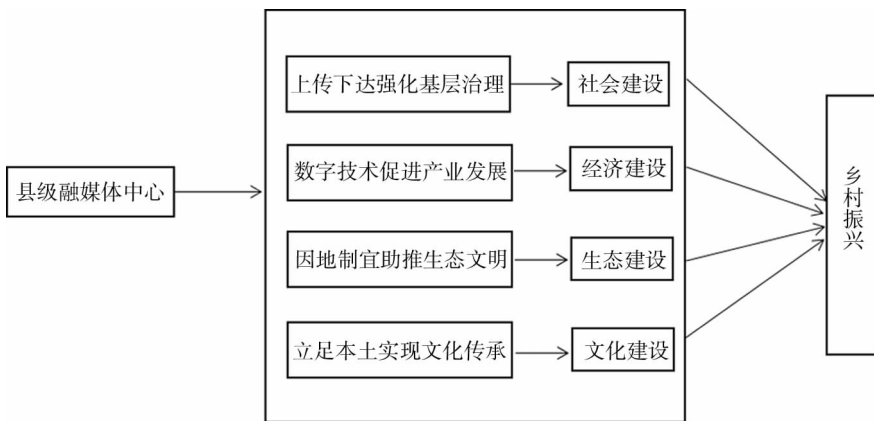 上传下达强化基层治理
社会建设
数字技术促进产业发展
经济建设
县级融媒体中心
因地制宜助推生态文明
生态建设
立足本土实现文化传承
文化建设
乡村振兴